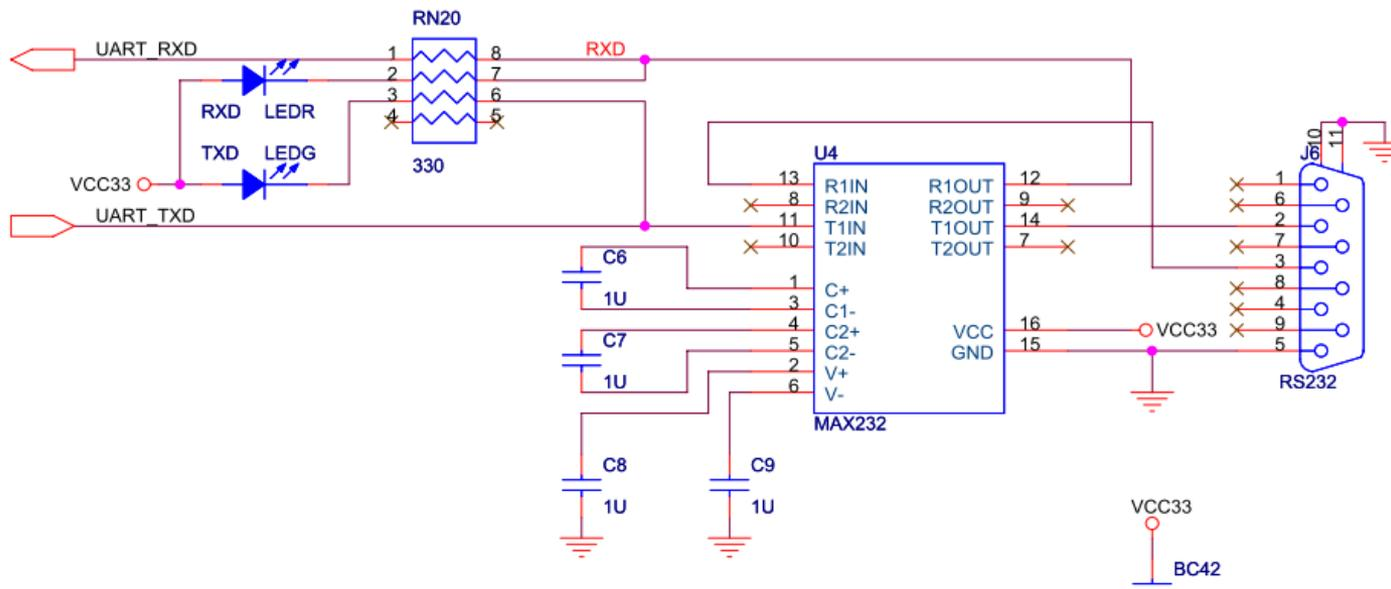 RN20
UART_RXD
1
8
RXD
2
7
3
6
4
5
RXD LEDR
TXD LEDG
330
VCC33
UART_TXD
U4
13
R1IN
R1OUT
12
8
R2IN
R2OUT
9
11
T1IN
T1OUT
14
10
T2IN
T2OUT
7
1
C+
3
C1-
4
C2+
VCC
16
VCC33
5
C2-
GND
15
2
V+
6
V-
MAX232
C6
1U
C7
1U
C8
1U
C9
1U
10
11
J6
1
6
2
7
3
8
4
9
5
RS232
VCC33
BC42